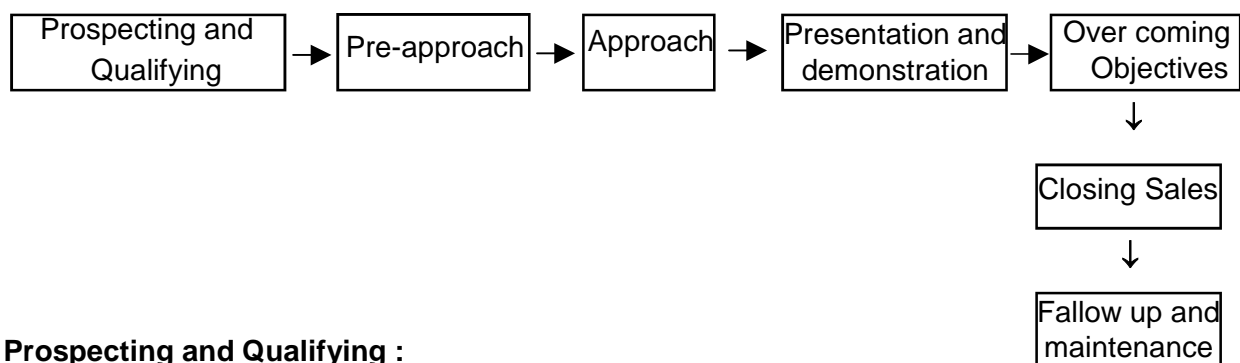 Prospecting and
Qualifying
Pre-approach
Approach
Presentation and
demonstration
Over coming
Objectives
Closing Sales
Fallow up and
maintenance
Prospecting and Qualifying :